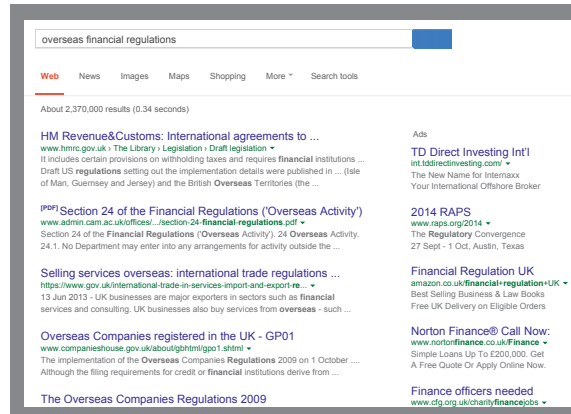 overseas financial regulations
Web News Images Maps Shopping More Search tools
About 2,370,000 results (0.34 seconds)
HM Revenue&Customs: International agreements to ...
www.hmrc.gov.uk › The Library › Legislation › Draft legislation
It includes certain provisions on withholding taxes and requires financial institutions ...
Draft US regulations setting out the implementation details were published in ... (Isle
of Man, Guernsey and Jersey) and the British Overseas Territories (the ...
[PDF] Section 24 of the Financial Regulations ('Overseas Activity')
www.admin.cam.ac.uk/offices/.../section-24-financial-regulations.pdf
Section 24 of the Financial Regulations ('Overseas Activity'). 24 Overseas Activity.
24.1. No Department may enter into any arrangements for activity outside the ...
Selling services overseas: international trade regulations ...
https://www.gov.uk/international-trade-in-services-import-and-export-re...
13 Jun 2013 - UK businesses are major exporters in sectors such as financial
services and consulting. UK businesses also buy services from overseas - such ...
Overseas Companies registered in the UK - GP01
www.companieshouse.gov.uk/about/gbhtml/gpo1.shtml
The implementation of the Overseas Companies Regulations 2009 on 1 October ....
Although the filing requirements for credit or financial institutions derive from ...
The Overseas Companies Regulations 2009
Ads
TD Direct Investing Int'l
int.tddirectinvesting.com/
The New Name for Internaxx
Your International Offshore Broker
2014 RAPS
www.raps.org/2014
The Regulatory Convergence
27 Sept - 1 Oct, Austin, Texas
Financial Regulation UK
amazon.co.uk/financial+regulation+UK
Best Selling Business & Law Books
Free UK Delivery on Eligible Orders
Norton Finance® Call Now:
www.nortonfinance.co.uk/Finance
Simple Loans Up To £200,000. Get
A Free Quote Or Apply Online Now.
Finance officers needed
www.cfg.org.uk/charityfinancejobs